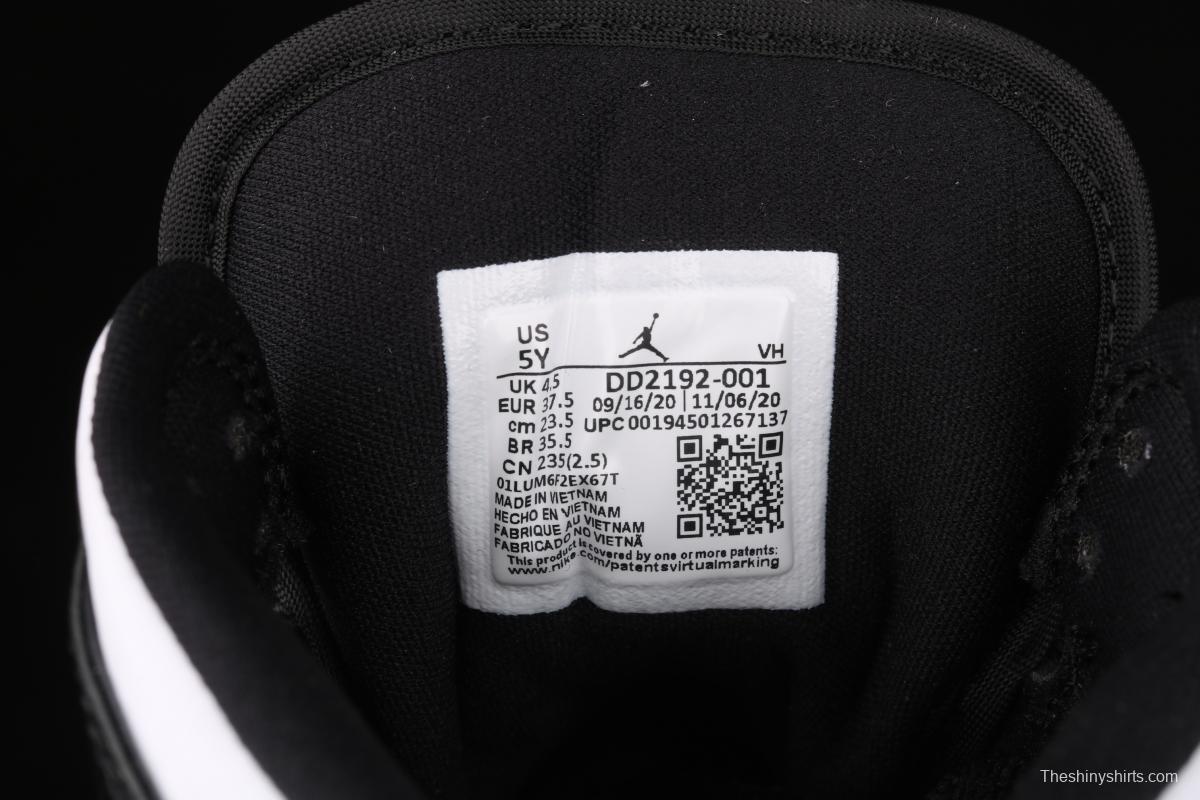 US
5Y
VH
UK 4.5
EUR 37.5
cm 23.5
BR 35.5
CN 235(2.5)
DD2192-001
09/16/20 | 11/06/20
UPC 00194501267137
01LUM6F2EX67T
MADE IN VIETNAM
HECHO EN VIETNAM
FABRIQUE AU VIETNAM
FABRICADO NO VIETNÃ
This product is covered by one or more patents:
www.nike.com/patentsvirtualmarking
Theshinyshirts.com